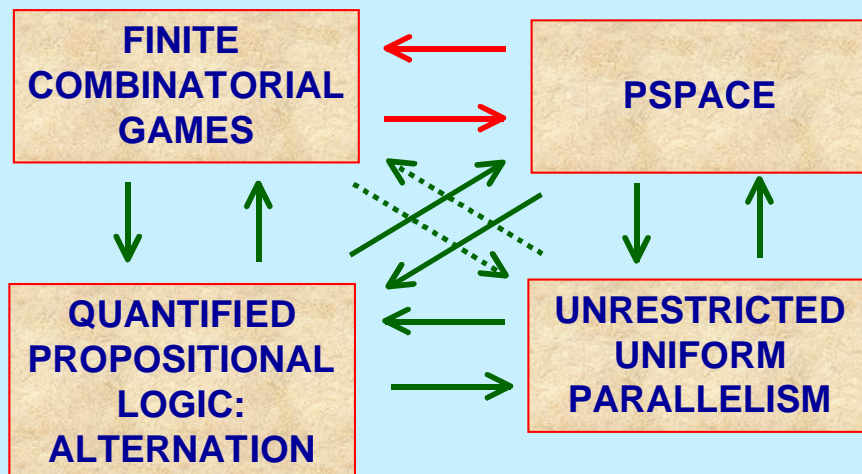 FINITE
COMBINATORIAL
GAMES
PSPACE
QUANTIFIED
PROPOSITIONAL
LOGIC:
ALTERNATION
UNRESTRICTED
UNIFORM
PARALLELISM